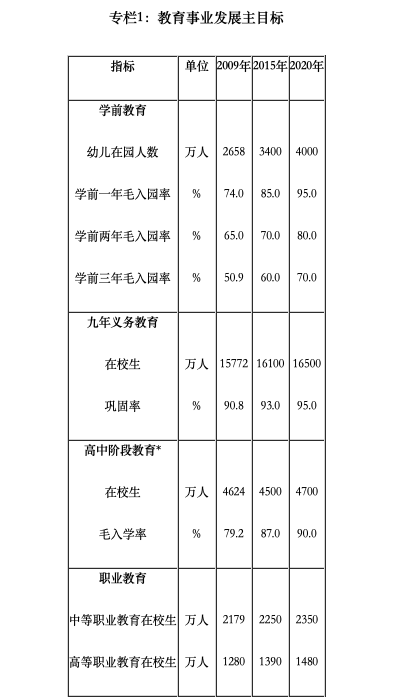 专栏1：教育事业发展主目标
指标 单位 2009年 2015年 2020年
学前教育
幼儿在园人数 万人 2658 3400 4000
学前一年毛入园率 % 74.0 85.0 95.0
学前两年毛入园率 % 65.0 70.0 80.0
学前三年毛入园率 % 50.9 60.0 70.0
九年义务教育
在校生 万人 15772 16100 16500
巩固率 % 90.8 93.0 95.0
高中阶段教育*
在校生 万人 4624 4500 4700
毛入学率 % 79.2 87.0 90.0
职业教育
中等职业教育在校生 万人 2179 2250 2350
高等职业教育在校生 万人 1280 1390 1480